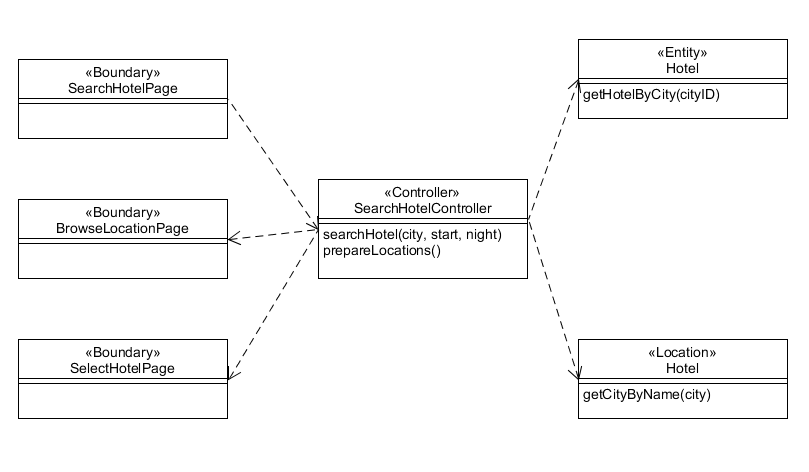 «Boundary»
SearchHotelPage
«Boundary»
BrowseLocationPage
«Boundary»
SelectHotelPage
«Controller»
SearchHotelController
searchHotel(city, start, night)
prepareLocations()
«Entity»
Hotel
getHotelByCity(cityID)
«Location»
Hotel
getCityByName(city)